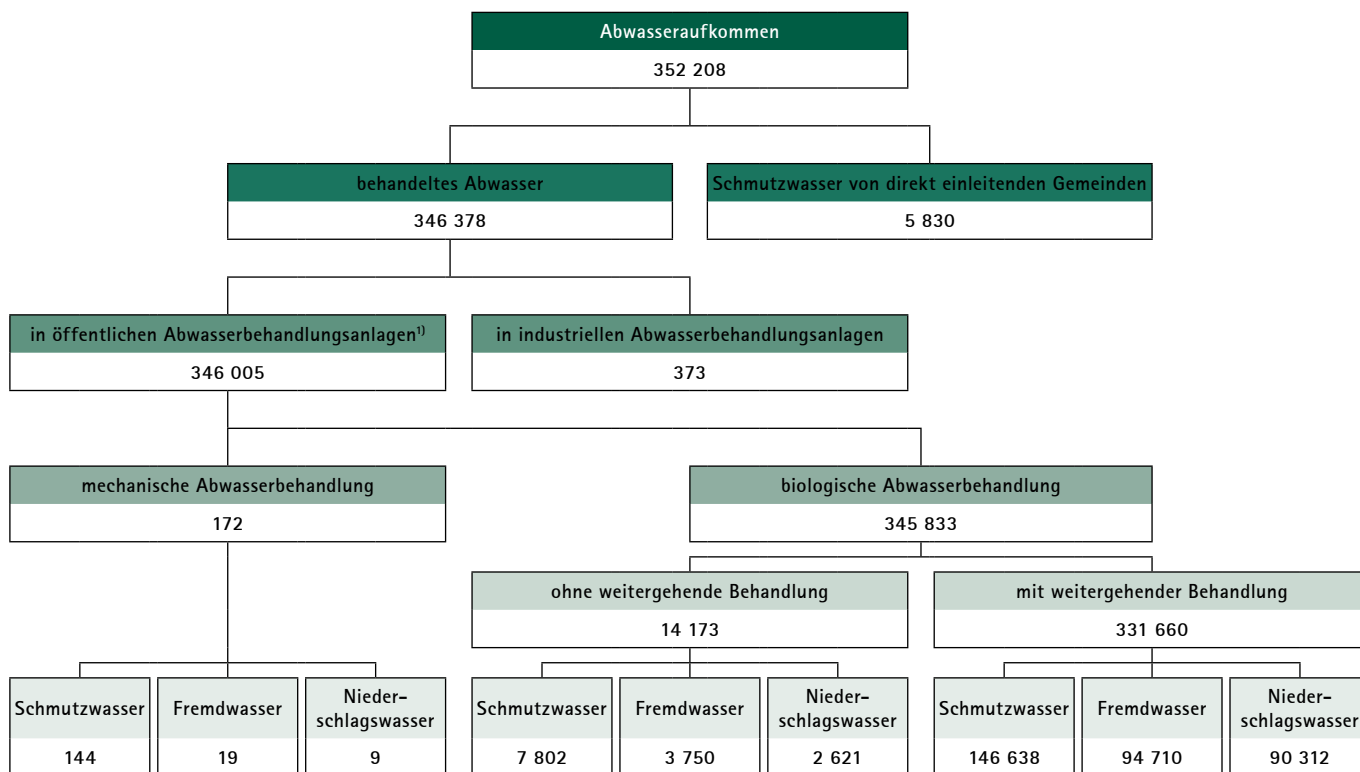 Abwasseraufkommen
352 208
behandeltes Abwasser
Schmutzwasser von direkt einleitenden Gemeinden
346 378
5 830
in öffentlichen Abwasserbehandlungsanlagen¹⁾
in industriellen Abwasserbehandlungsanlagen
346 005
373
mechanische Abwasserbehandlung
biologische Abwasserbehandlung
172
345 833
ohne weitergehende Behandlung
mit weitergehender Behandlung
14 173
331 660
Schmutzwasser
Fremdwasser
Nieder-
schlagswasser
Schmutzwasser
Fremdwasser
Nieder-
schlagswasser
Schmutzwasser
Fremdwasser
Nieder-
schlagswasser
144
19
9
7 802
3 750
2 621
146 638
94 710
90 312